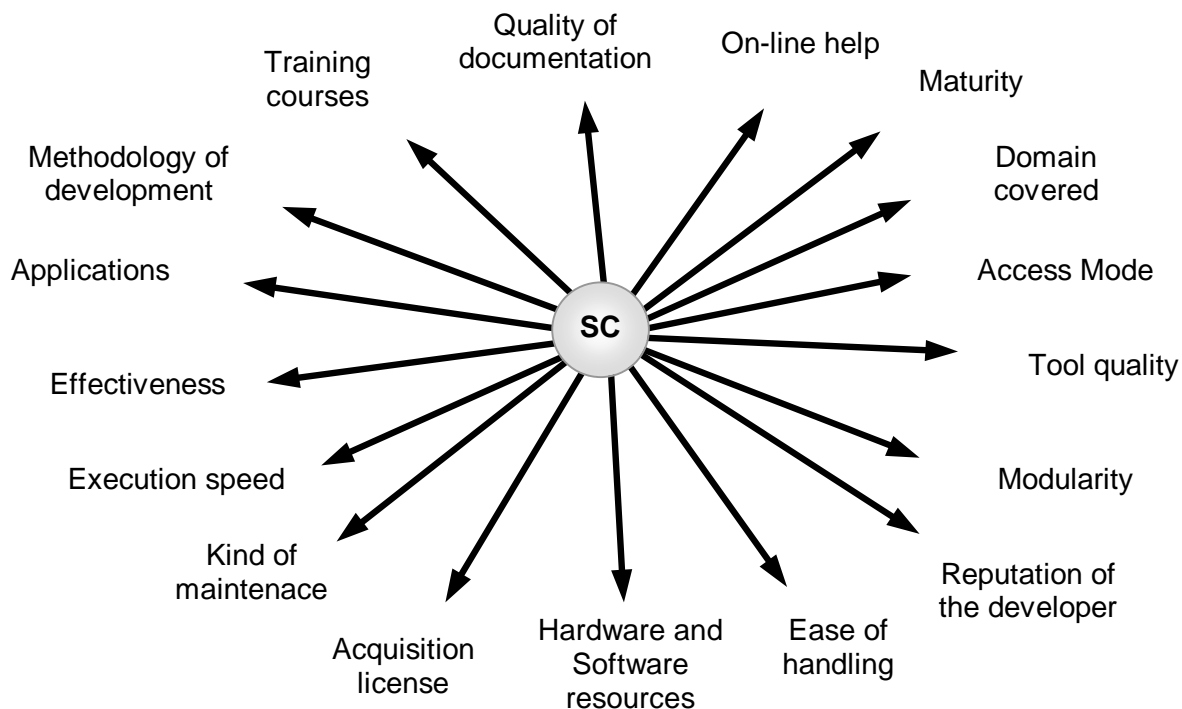 Quality of
documentation
On-line help
Maturity
Domain
covered
Access Mode
Tool quality
Modularity
Reputation of
the developer
Ease of
handling
Hardware and
Software
resources
Acquisition
license
Kind of
maintenace
Execution speed
Effectiveness
Applications
Methodology of
development
Training
courses
SC